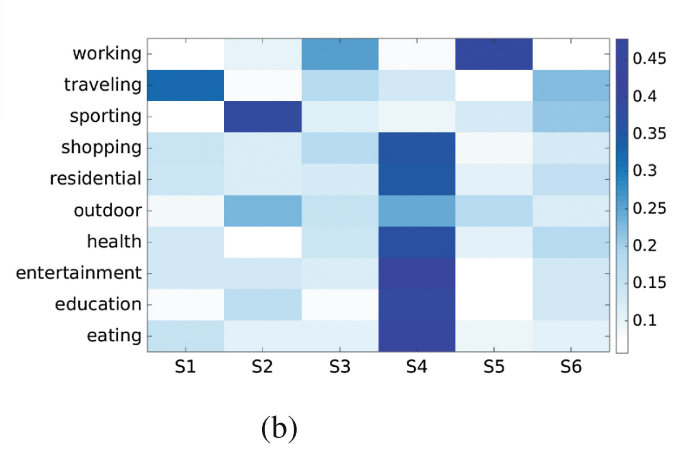 working
traveling
sporting
shopping
residential
outdoor
health
entertainment
education
eating
S1 S2 S3 S4 S5 S6
0.45
0.4
0.35
0.3
0.25
0.2
0.15
0.1
(b)